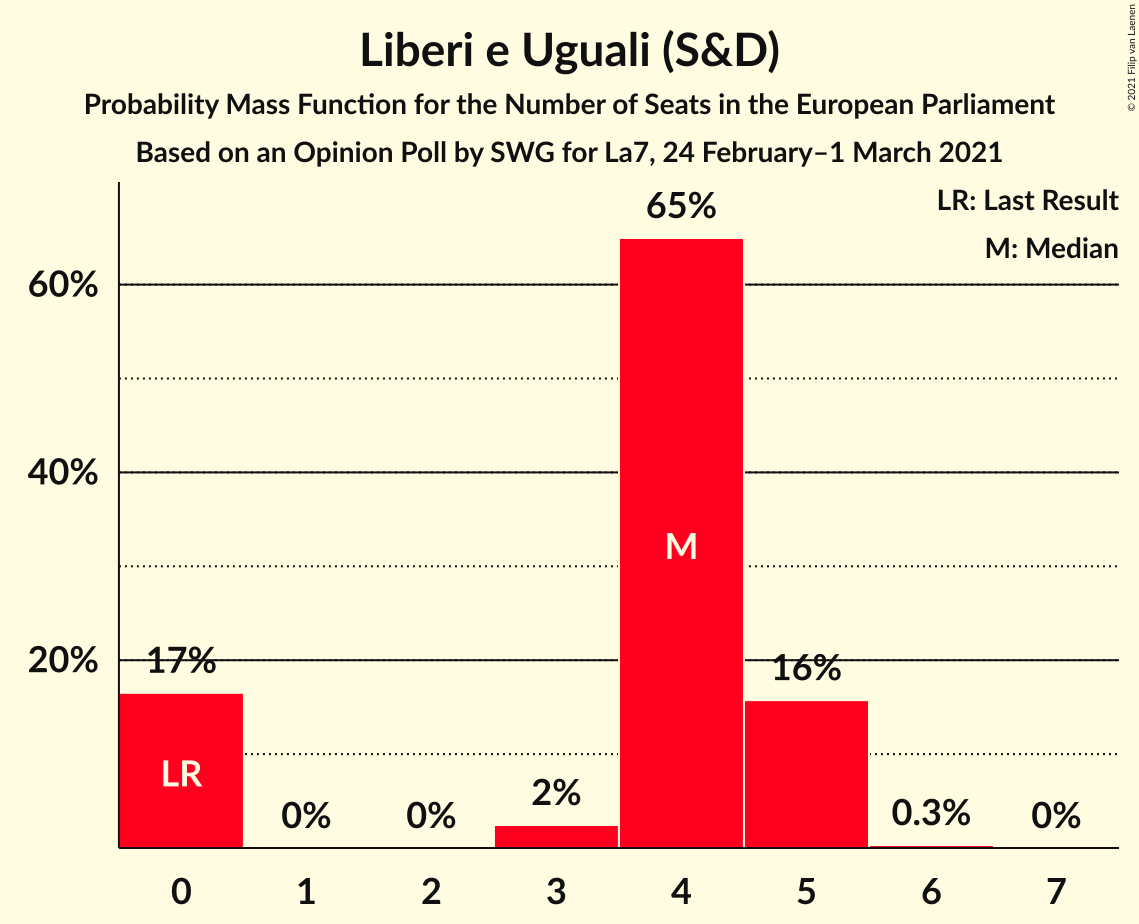 Liberi e Uguali (S&D)
Probability Mass Function for the Number of Seats in the European Parliament
Based on an Opinion Poll by SWG for La7, 24 February–1 March 2021
© 2021 Filip van Laenen
LR: Last Result
M: Median
65%
60%
40%
M
20%
17%
16%
LR
2%
0%
0%
0.3%
0%
0 1 2 3 4 5 6 7